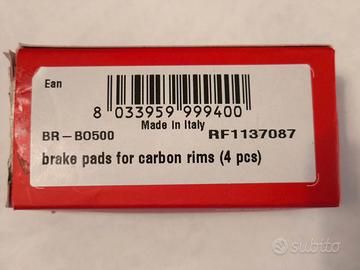 Ean
8 033959 999400
Made in Italy
BR-BO500 RF1137087
brake pads for carbon rims (4 pcs)
subito